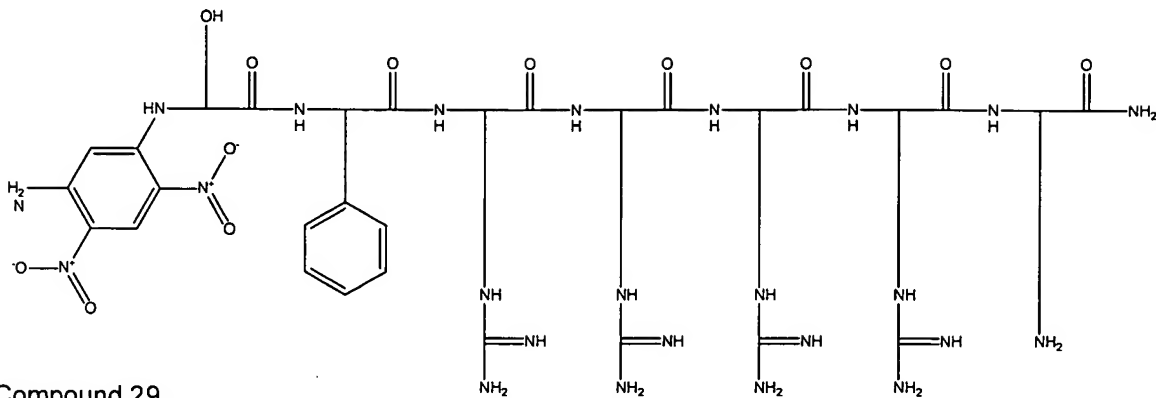 OH
O O O O O O O
HN N N N N N N NH₂
H H H H H H
O⁻
H₂ N⁺
N
O
⁻O N⁺
O
NH NH NH NH
NH NH NH NH NH₂
NH₂ NH₂ NH₂ NH₂
Compound 29